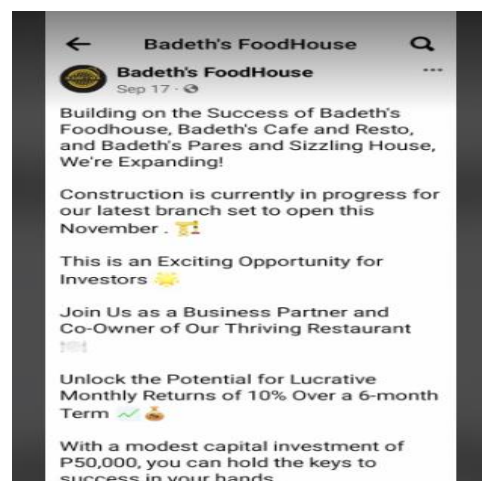 Badeth's FoodHouse
Badeth's FoodHouse
Sep 17
Building on the Success of Badeth's
Foodhouse, Badeth's Cafe and Resto,
and Badeth's Pares and Sizzling House,
We're Expanding!
Construction is currently in progress for
our latest branch set to open this
November .
This is an Exciting Opportunity for
Investors
Join Us as a Business Partner and
Co-Owner of Our Thriving Restaurant
Unlock the Potential for Lucrative
Monthly Returns of 10% Over a 6-month
Term
With a modest capital investment of
P50,000, you can hold the keys to
success in your hands